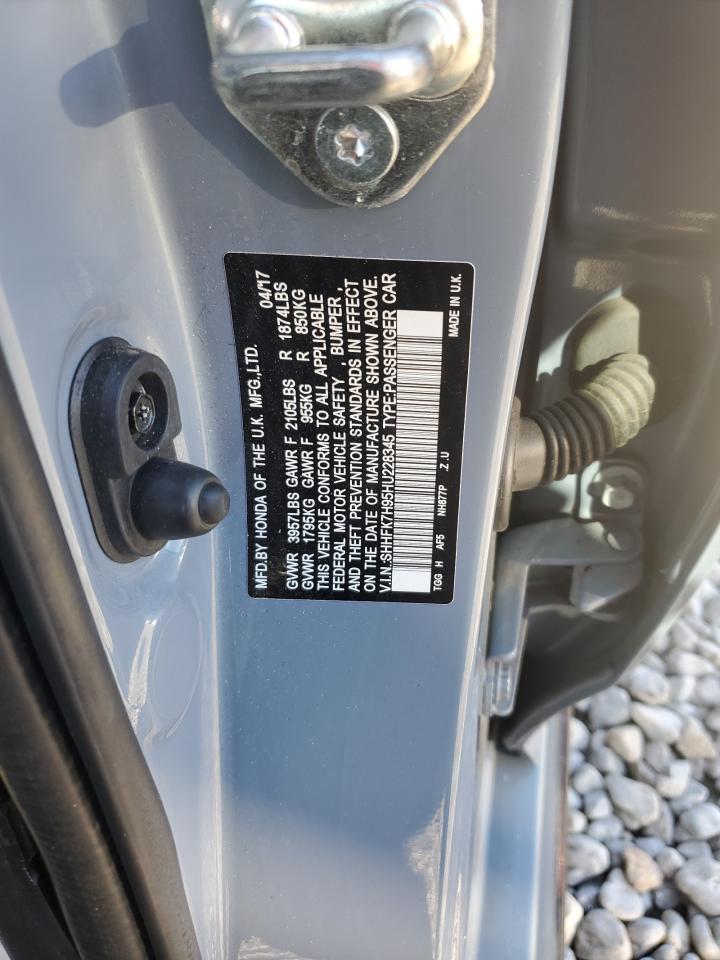 MFD.BY HONDA OF THE U.K. MFG.,LTD. 04/17
GVWR 3957LBS GAWR F 2105LBS R 1874LBS
GVWR 1795KG GAWR F 955KG R 850KG
THIS VEHICLE CONFORMS TO ALL APPLICABLE
FEDERAL MOTOR VEHICLE SAFETY , BUMPER ,
AND THEFT PREVENTION STANDARDS IN EFFECT
ON THE DATE OF MANUFACTURE SHOWN ABOVE.
V.I.N.:SHHFK7H95HU228345 TYPE:PASSENGER CAR
TGG H AF5 NH877P Z.U MADE IN U.K.